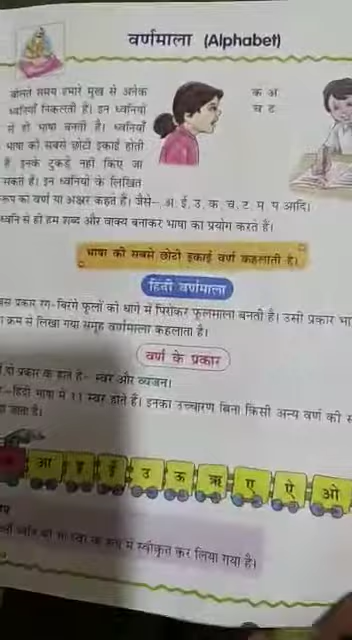 वर्णमाला (Alphabet)
बोलते समय हमारे मुख से अनेक
ध्वनियाँ निकलती हैं। इन ध्वनियों
से ही भाषा बनती है। ध्वनियाँ
भाषा की सबसे छोटी इकाई होती
हैं, इनके टुकड़े नहीं किए जा
सकते हैं। इन ध्वनियों के लिखित
रूप को वर्ण या अक्षर कहते हैं। जैसे– अ, ई, उ, क, च, ट, म, प आदि।
ध्वनि से ही हम शब्द और वाक्य बनाकर भाषा का प्रयोग करते हैं।
क अ
च ट
भाषा की सबसे छोटी इकाई वर्ण कहलाती है।
हिंदी वर्णमाला
प्रकार रंग-बिरंगे फूलों को धागे में पिरोकर फूलमाला बनती है। उसी प्रकार
क्रम से लिखा गया समूह वर्णमाला कहलाता है।
वर्ण के प्रकार
दो प्रकार के होते हैं– स्वर और व्यंजन।
हिंदी भाषा में 11 स्वर होते हैं। इनका उच्चारण बिना किसी अन्य वर्ण की
जाता है।
आ इ ई उ ऊ ऋ ए ऐ ओ
को भी स्वर के रूप में स्वीकृत कर लिया गया है।